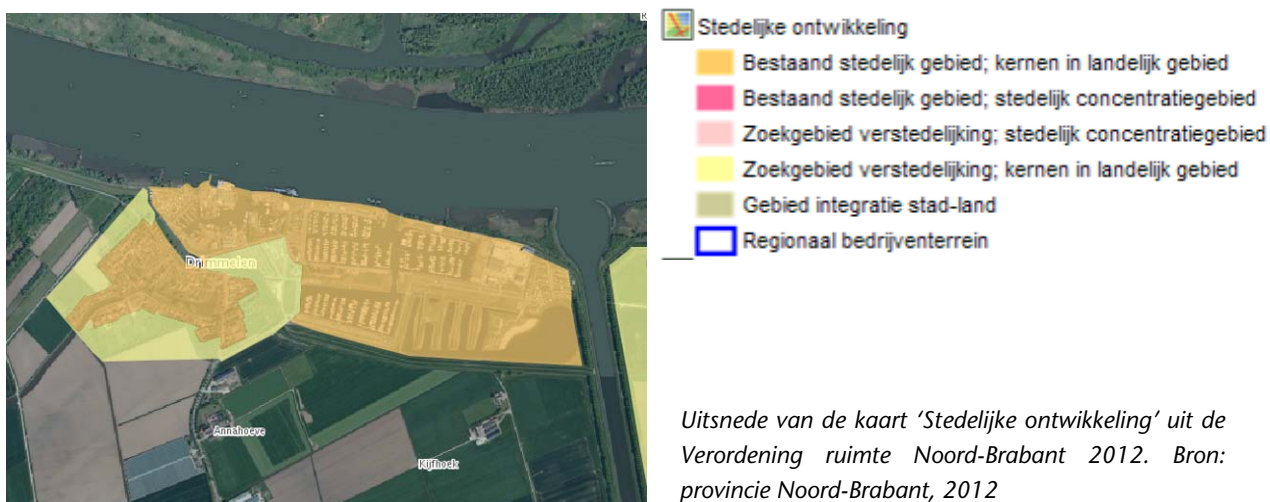 Drimmelen
Annahoeve
Kijfhoek
Stedelijke ontwikkeling
Bestaand stedelijk gebied; kernen in landelijk gebied
Bestaand stedelijk gebied; stedelijk concentratiegebied
Zoekgebied verstedelijking; stedelijk concentratiegebied
Zoekgebied verstedelijking; kernen in landelijk gebied
Gebied integratie stad-land
Regionaal bedrijventerrein
Uitsnede van de kaart ‘Stedelijke ontwikkeling’ uit de
Verordening ruimte Noord-Brabant 2012. Bron:
provincie Noord-Brabant, 2012